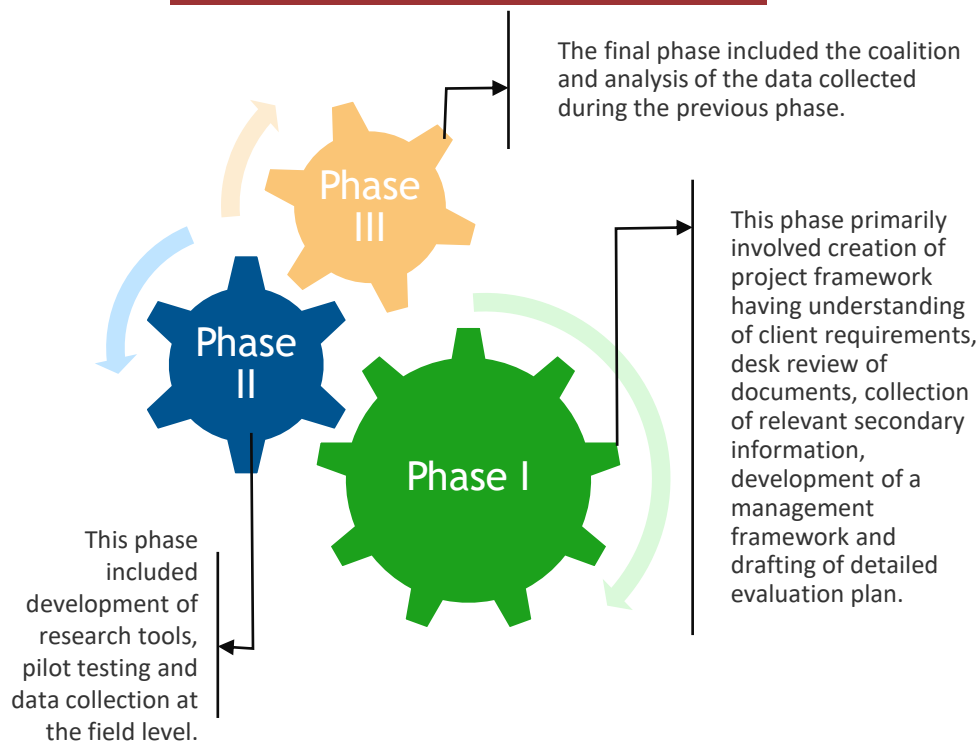 The final phase included the coalition
and analysis of the data collected
during the previous phase.
Phase
III
This phase primarily
involved creation of
project framework
having understanding
of client requirements,
desk review of
documents, collection
of relevant secondary
information,
development of a
management
framework and
drafting of detailed
evaluation plan.
Phase
II
Phase I
This phase
included
development of
research tools,
pilot testing and
data collection at
the field level.